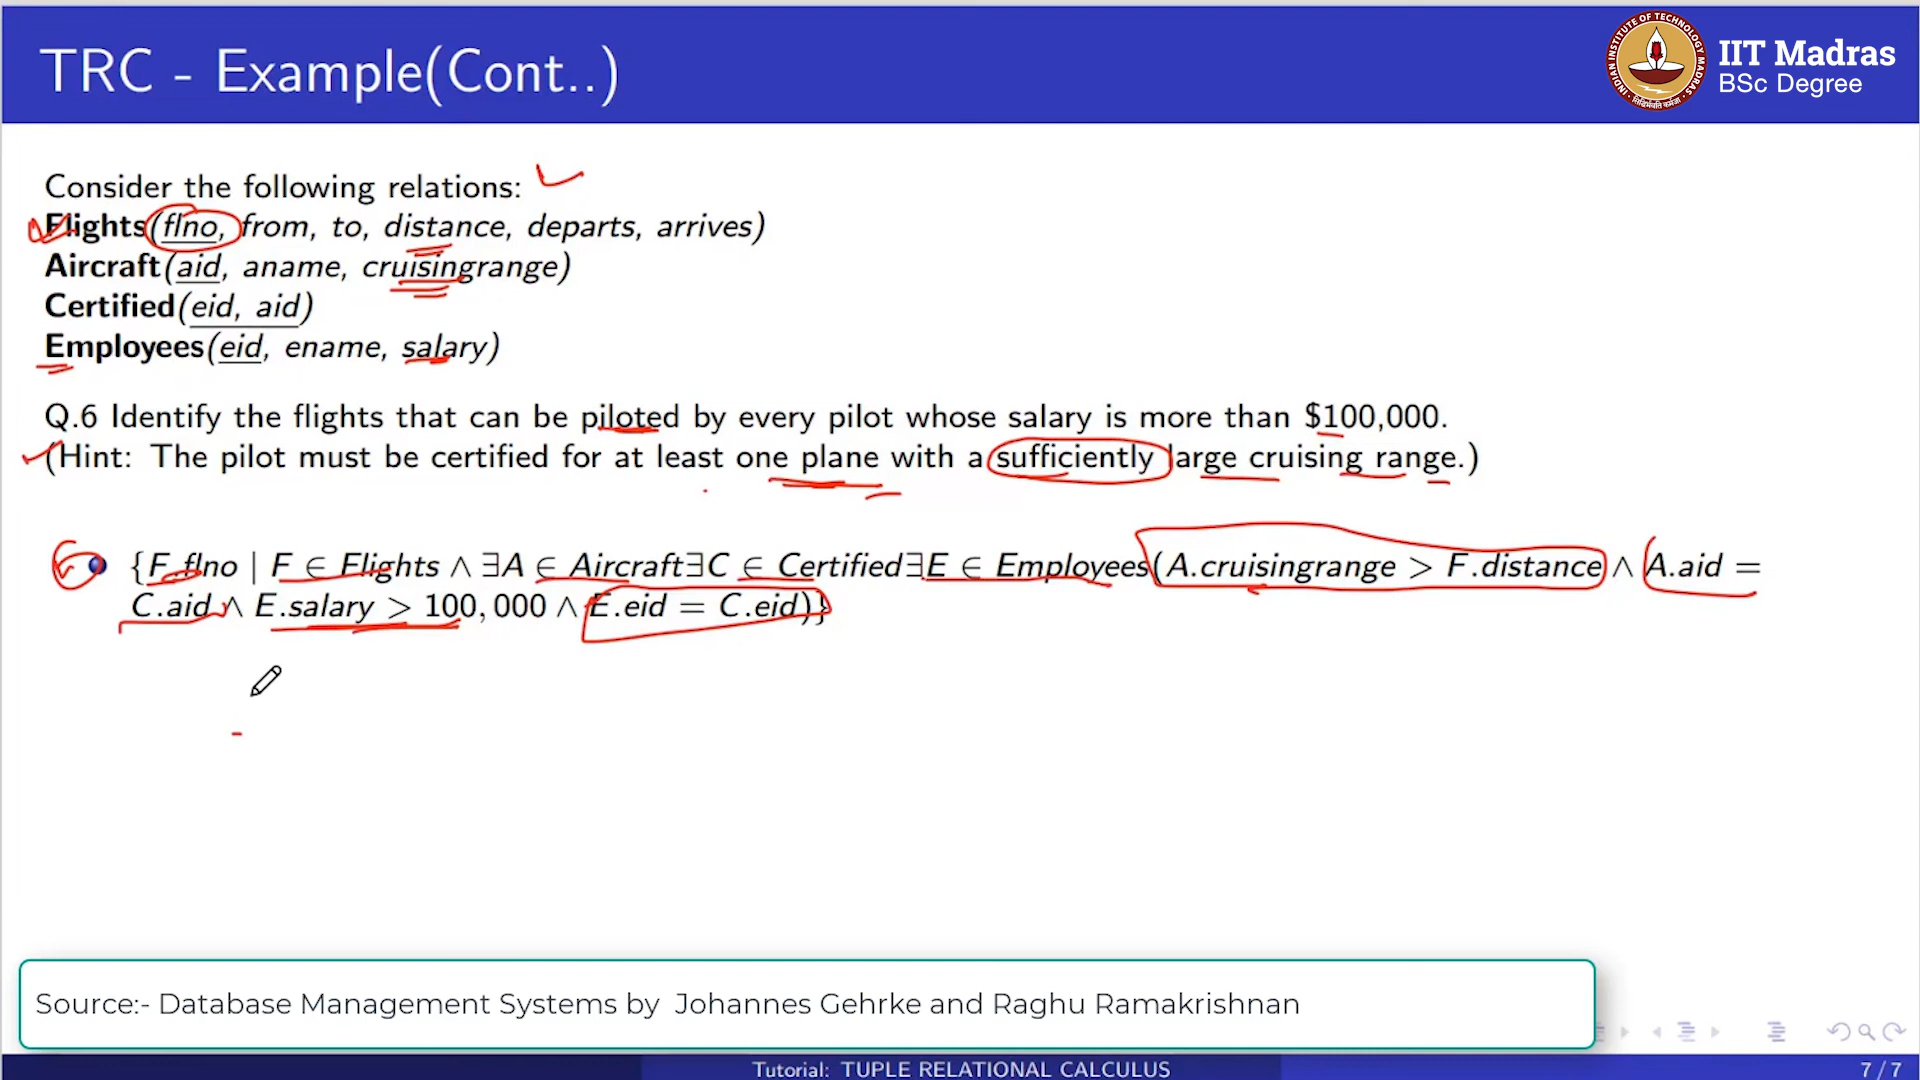 TRC - Example(Cont..)
IIT Madras
BSc Degree
Consider the following relations:
Flights(flno, from, to, distance, departs, arrives)
Aircraft(aid, aname, cruisingrange)
Certified(eid, aid)
Employees(eid, ename, salary)
Q.6 Identify the flights that can be piloted by every pilot whose salary is more than $100,000.
(Hint: The pilot must be certified for at least one plane with a sufficiently large cruising range.)
{F.flno | F ∈ Flights ∧ ∃A ∈ Aircraft∃C ∈ Certified∃E ∈ Employees(A.cruisingrange > F.distance ∧ A.aid =
C.aid ∧ E.salary > 100,000 ∧ E.eid = C.eid)}
Source:- Database Management Systems by Johannes Gehrke and Raghu Ramakrishnan
Tutorial: TUPLE RELATIONAL CALCULUS
7 / 7